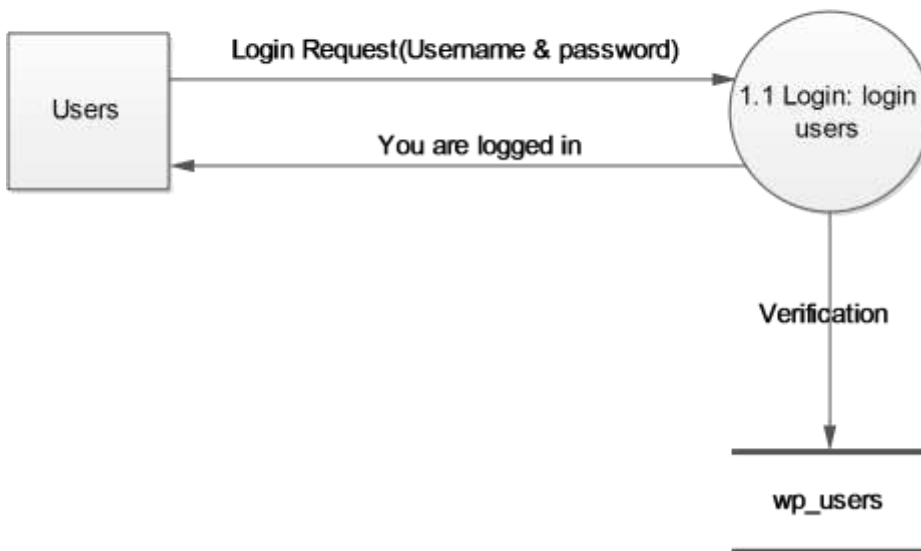 Login Request(Username & password)
Users
1.1 Login: login
users
You are logged in
Verification
wp_users